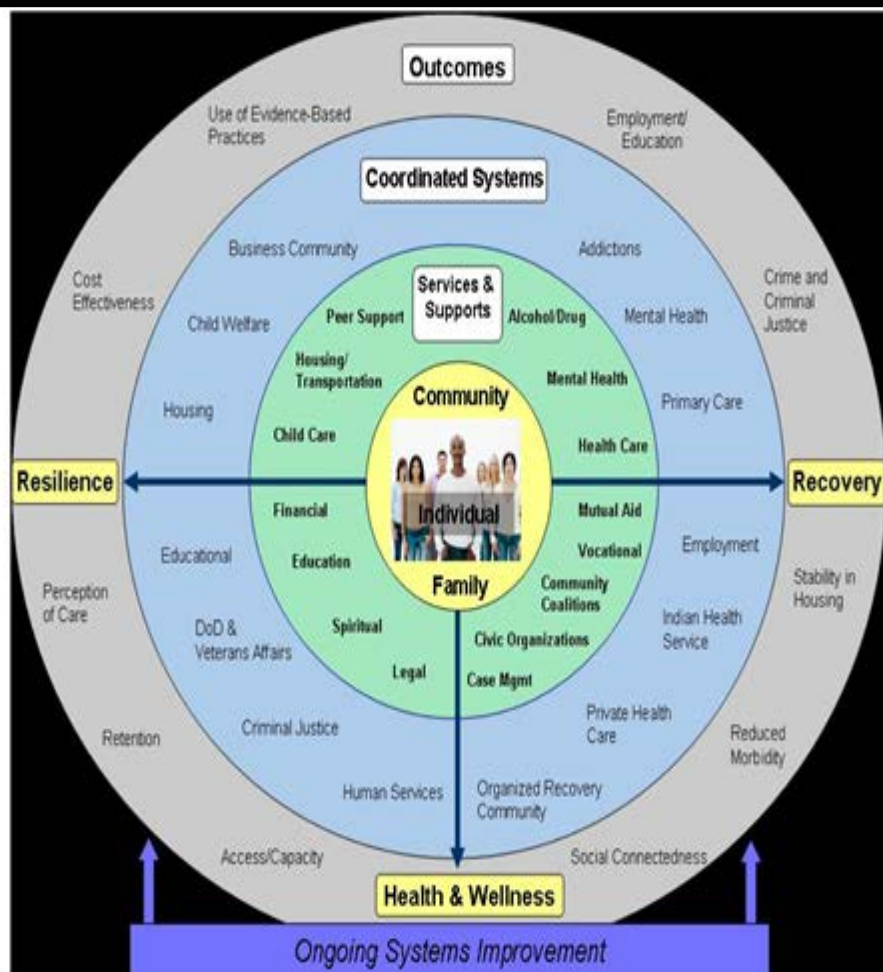 Outcomes
Use of Evidence-Based
Practices
Employment/
Education
Coordinated Systems
Business Community
Addictions
Cost
Effectiveness
Services &
Supports
Crime and
Criminal
Justice
Child Welfare
Peer Support
Alcohol/Drug
Mental Health
Housing/
Transportation
Mental Health
Community
Housing
Primary Care
Child Care
Health Care
Resilience
Recovery
Individual
Financial
Mutual Aid
Educational
Education
Vocational
Employment
Perception
of Care
Family
Community
Coalitions
Stability in
Housing
DoD &
Veterans Affairs
Spiritual
Civic Organizations
Indian Health
Service
Legal
Case Mgmt
Criminal Justice
Private Health
Care
Retention
Reduced
Morbidity
Human Services
Organized Recovery
Community
Access/Capacity
Social Connectedness
Health & Wellness
Ongoing Systems Improvement